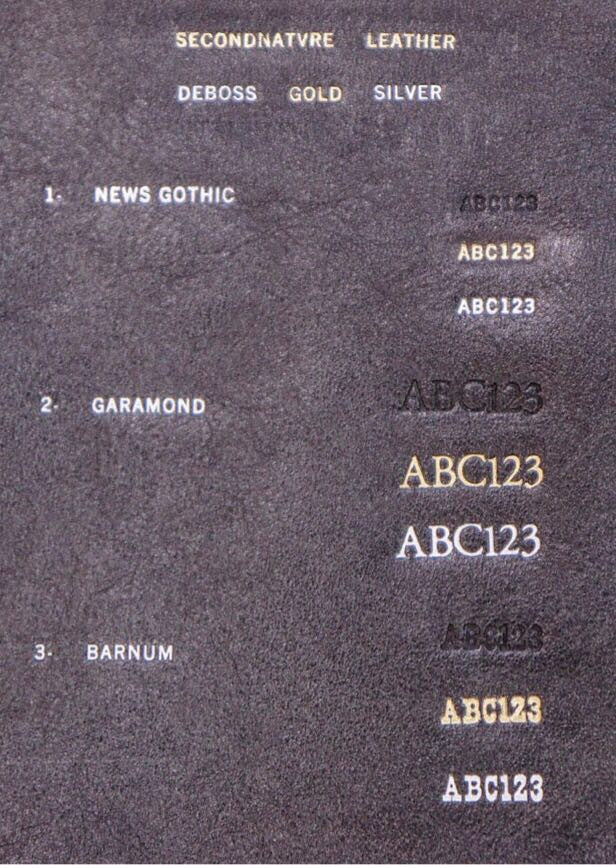 SECONDNATVRE LEATHER
DEBOSS GOLD SILVER
1- NEWS GOTHIC ABC123
ABC123
ABC123
2- GARAMOND ABC123
ABC123
ABC123
3- BARNUM ABC123
ABC123
ABC123